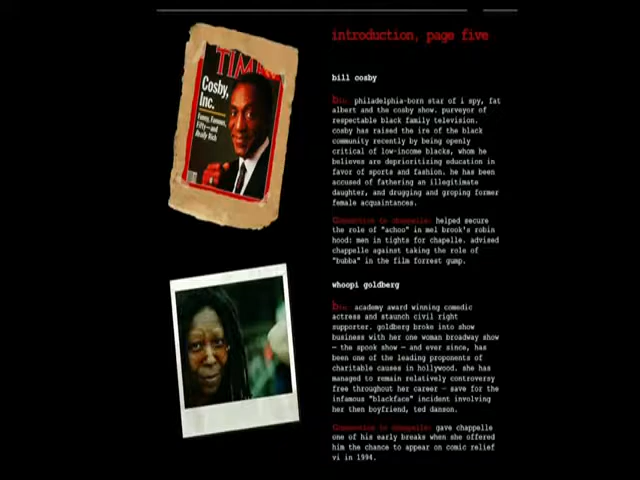 introduction, page five
TIME
Cosby,
Inc.
Funny, Famous,
Fifty—and
Really Rich
bill cosby
bio: philadelphia-born star of i spy, fat
albert and the cosby show. purveyor of
respectable black family television.
cosby has raised the ire of the black
community recently by being openly
critical of low-income blacks, whom he
believes are deprioritizing education in
favor of sports and fashion. he has been
accused of fathering an illegitimate
daughter, and drugging and groping former
female acquaintances.
Connection to chappelle: helped secure
the role of "achoo" in mel brook's robin
hood: men in tights for chapelle. advised
chappelle against taking the role of
"bubba" in the film forrest gump.
whoopi goldberg
bio: academy award winning comedic
actress and staunch civil right
supporter. goldberg broke into show
business with her one woman broadway show
— the spook show — and ever since, has
been one of the leading proponents of
charitable causes in hollywood. she has
managed to remain relatively controversy
free throughout her career — save for the
infamous "blackface" incident involving
her then boyfriend, ted danson.
Connection to chappelle: gave chappelle
one of his early breaks when she offered
him the chance to appear on comic relief
vi in 1994.